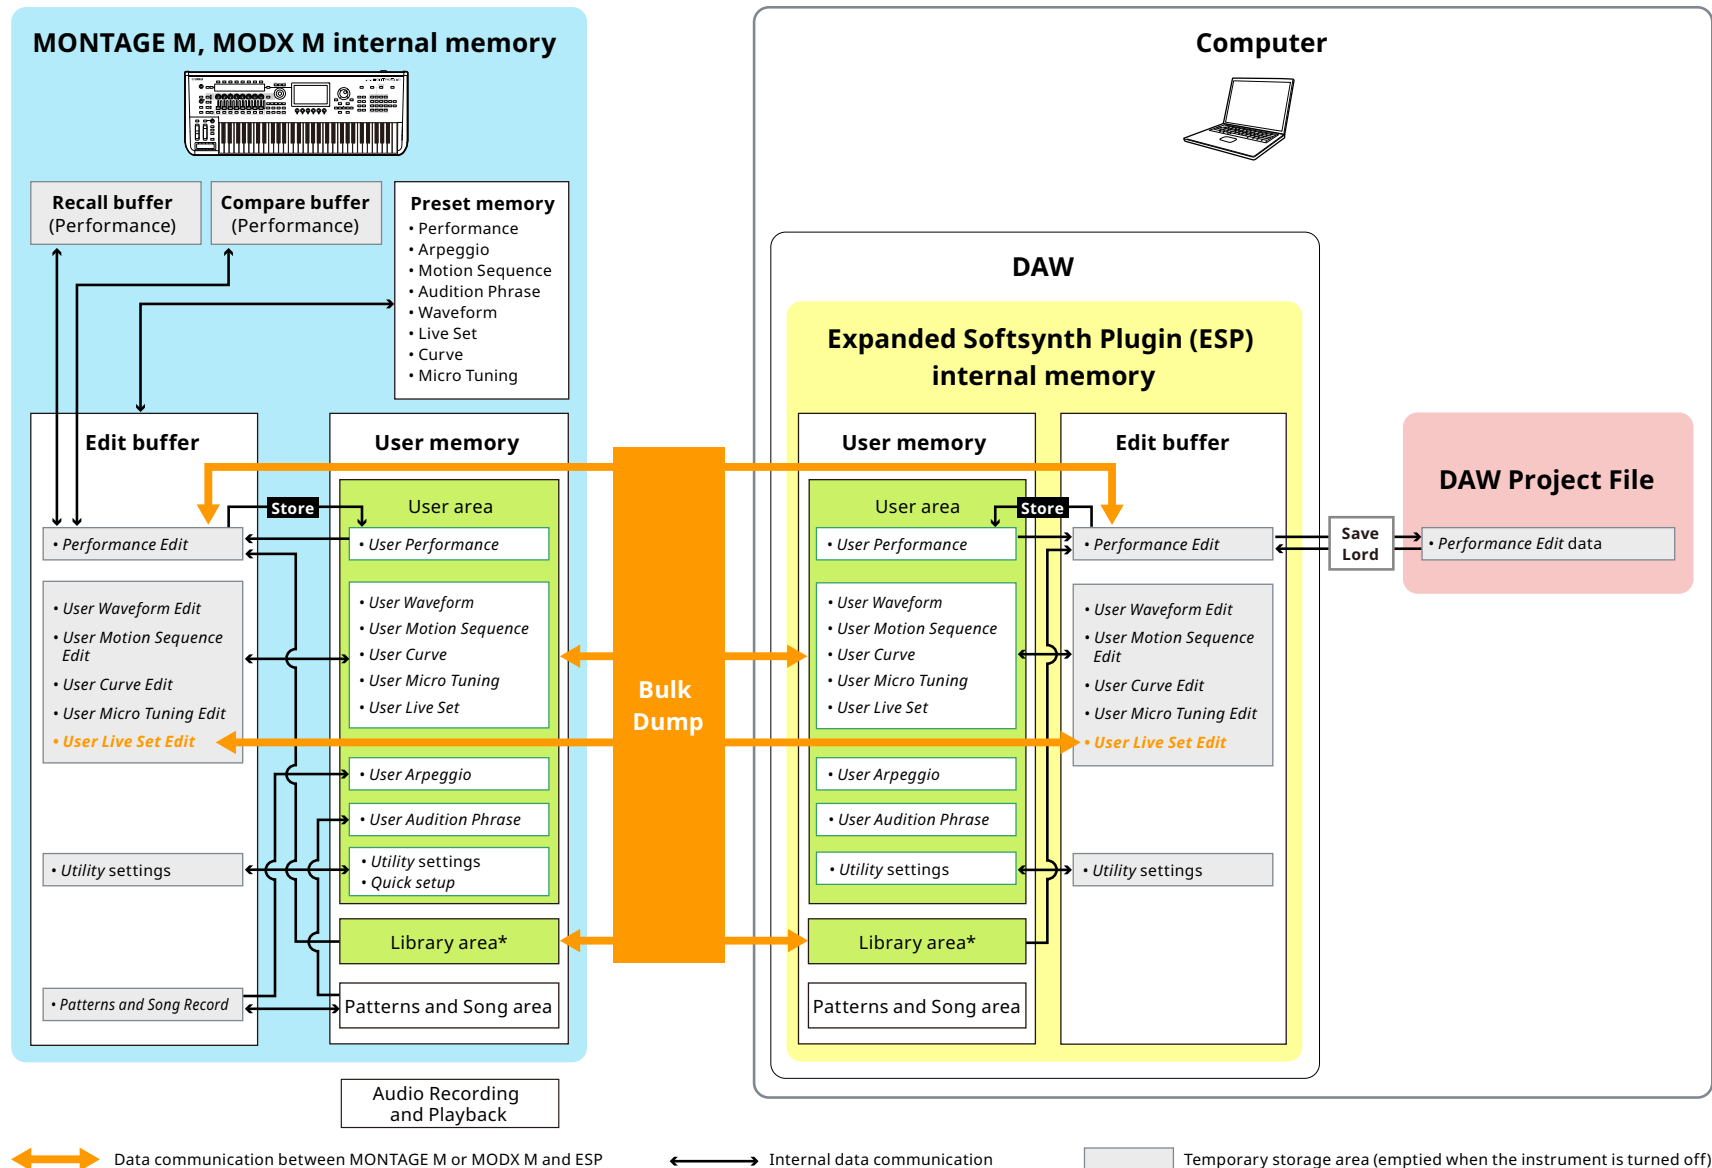 MONTAGE M, MODX M internal memory
Recall buffer
(Performance)
Compare buffer
(Performance)
Preset memory
• Performance
• Arpeggio
• Motion Sequence
• Audition Phrase
• Waveform
• Live Set
• Curve
• Micro Tuning
Edit buffer
• Performance Edit
• User Waveform Edit
• User Motion Sequence
Edit
• User Curve Edit
• User Micro Tuning Edit
• User Live Set Edit
• Utility settings
• Patterns and Song Record
Store
User memory
User area
• User Performance
• User Waveform
• User Motion Sequence
• User Curve
• User Micro Tuning
• User Live Set
• User Arpeggio
• User Audition Phrase
• Utility settings
• Quick setup
Library area*
Patterns and Song area
Audio Recording
and Playback
Bulk
Dump
Computer
DAW
Expanded Softsynth Plugin (ESP)
internal memory
User memory
User area
• User Performance
• User Waveform
• User Motion Sequence
• User Curve
• User Micro Tuning
• User Live Set
• User Arpeggio
• User Audition Phrase
• Utility settings
Library area*
Patterns and Song area
Store
Edit buffer
• Performance Edit
• User Waveform Edit
• User Motion Sequence
Edit
• User Curve Edit
• User Micro Tuning Edit
• User Live Set Edit
• Utility settings
Save
Lord
DAW Project File
• Performance Edit data
Data communication between MONTAGE M or MODX M and ESP
Internal data communication
Temporary storage area (emptied when the instrument is turned off)